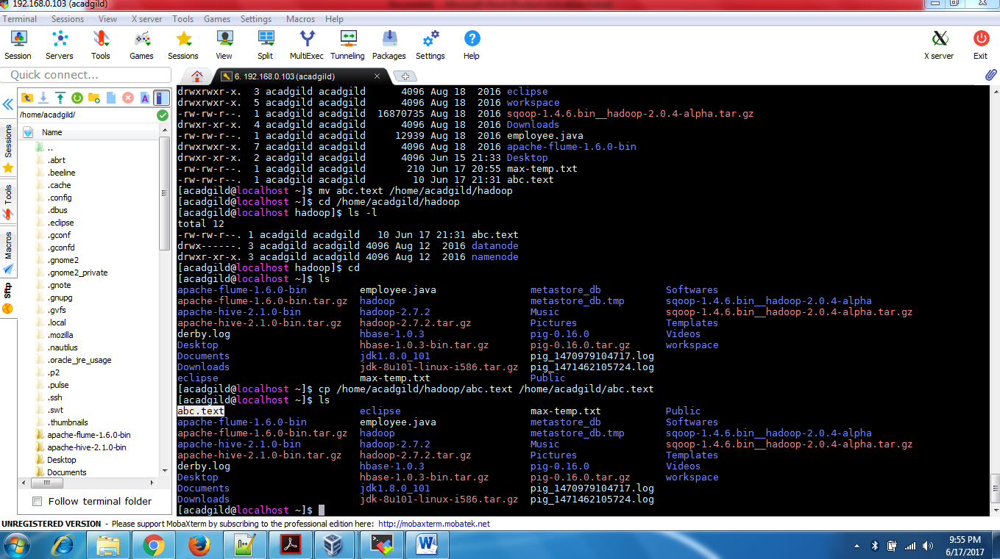 192.168.0.103 (acadgild)
Terminal Sessions View X server Tools Games Settings Macros Help
Session Servers Tools Games Sessions View Split MultiExec Tunneling Packages Settings Help X server Exit
Quick connect...
6. 192.168.0.103 (acadgild)
/home/acadgild/
Name
..
.abrt
.beeline
.cache
.config
.dbus
.eclipse
.gconf
.gconfd
.gnome2
.gnome2_private
.gnote
.gnupg
.gvfs
.local
.mozilla
.nautilus
.oracle_jre_usage
.p2
.pulse
.ssh
.swt
.thumbnails
apache-flume-1.6.0-bin
apache-hive-2.1.0-bin
Desktop
Documents
Follow terminal folder
Sessions
Tools
Macros
Sftp
drwxrwxr-x. 3 acadgild acadgild 4096 Aug 18 2016 eclipse
drwxrwxr-x. 5 acadgild acadgild 4096 Aug 18 2016 workspace
-rw-rw-r--. 1 acadgild acadgild 16870735 Aug 18 2016 sqoop-1.4.6.bin__hadoop-2.0.4-alpha.tar.gz
drwxr-xr-x. 4 acadgild acadgild 4096 Aug 18 2016 Downloads
-rw-rw-r--. 1 acadgild acadgild 12939 Aug 18 2016 employee.java
drwxrwxr-x. 7 acadgild acadgild 4096 Aug 18 2016 apache-flume-1.6.0-bin
drwxr-xr-x. 2 acadgild acadgild 4096 Jun 15 21:33 Desktop
-rw-rw-r--. 1 acadgild acadgild 210 Jun 17 20:55 max-temp.txt
-rw-rw-r--. 1 acadgild acadgild 10 Jun 17 21:31 abc.text
[acadgild@localhost ~]$ mv abc.text /home/acadgild/hadoop
[acadgild@localhost ~]$ cd /home/acadgild/hadoop
[acadgild@localhost hadoop]$ ls -l
total 12
-rw-rw-r--. 1 acadgild acadgild 10 Jun 17 21:31 abc.text
drwx------. 3 acadgild acadgild 4096 Aug 12 2016 datanode
drwxr-xr-x. 3 acadgild acadgild 4096 Aug 12 2016 namenode
[acadgild@localhost hadoop]$ cd
[acadgild@localhost ~]$ ls
apache-flume-1.6.0-bin employee.java metastore_db Softwares
apache-flume-1.6.0-bin.tar.gz hadoop metastore_db.tmp sqoop-1.4.6.bin__hadoop-2.0.4-alpha
apache-hive-2.1.0-bin hadoop-2.7.2 Music sqoop-1.4.6.bin__hadoop-2.0.4-alpha.tar.gz
apache-hive-2.1.0-bin.tar.gz hadoop-2.7.2.tar.gz Pictures Templates
derby.log hbase-1.0.3 pig-0.16.0 Videos
Desktop hbase-1.0.3-bin.tar.gz pig-0.16.0.tar.gz workspace
Documents jdk1.8.0_101 pig_1470979104717.log
Downloads jdk-8u101-linux-i586.tar.gz pig_1471462105724.log
eclipse max-temp.txt Public
[acadgild@localhost ~]$ cp /home/acadgild/hadoop/abc.text /home/acadgild/abc.text
[acadgild@localhost ~]$ ls
abc.text eclipse max-temp.txt Public
apache-flume-1.6.0-bin employee.java metastore_db Softwares
apache-flume-1.6.0-bin.tar.gz hadoop metastore_db.tmp sqoop-1.4.6.bin__hadoop-2.0.4-alpha
apache-hive-2.1.0-bin hadoop-2.7.2 Music sqoop-1.4.6.bin__hadoop-2.0.4-alpha.tar.gz
apache-hive-2.1.0-bin.tar.gz hadoop-2.7.2.tar.gz Pictures Templates
derby.log hbase-1.0.3 pig-0.16.0 Videos
Desktop hbase-1.0.3-bin.tar.gz pig-0.16.0.tar.gz workspace
Documents jdk1.8.0_101 pig_1470979104717.log
Downloads jdk-8u101-linux-i586.tar.gz pig_1471462105724.log
[acadgild@localhost ~]$
UNREGISTERED VERSION - Please support MobaXterm by subscribing to the professional edition here: http://mobaxterm.mobatek.net
9:55 PM
6/17/2017